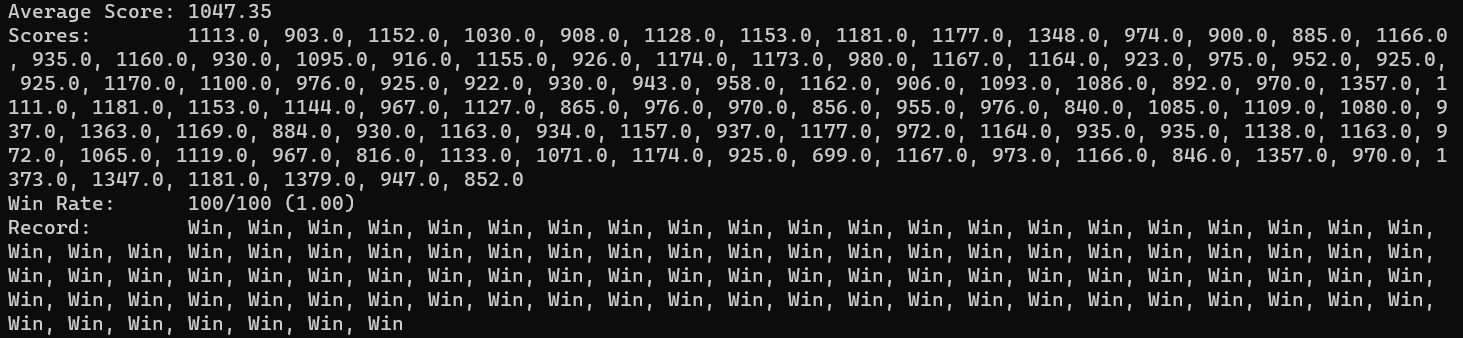 Average Score: 1047.35
Scores:        1113.0, 903.0, 1152.0, 1030.0, 908.0, 1128.0, 1153.0, 1181.0, 1177.0, 1348.0, 974.0, 900.0, 885.0, 1166.0
, 935.0, 1160.0, 930.0, 1095.0, 916.0, 1155.0, 926.0, 1174.0, 1173.0, 980.0, 1167.0, 1164.0, 923.0, 975.0, 952.0, 925.0,
 925.0, 1170.0, 1100.0, 976.0, 925.0, 922.0, 930.0, 943.0, 958.0, 1162.0, 906.0, 1093.0, 1086.0, 892.0, 970.0, 1357.0, 1
111.0, 1181.0, 1153.0, 1144.0, 967.0, 1127.0, 865.0, 976.0, 970.0, 856.0, 955.0, 976.0, 840.0, 1085.0, 1109.0, 1080.0, 9
37.0, 1363.0, 1169.0, 884.0, 930.0, 1163.0, 934.0, 1157.0, 937.0, 1177.0, 972.0, 1164.0, 935.0, 935.0, 1138.0, 1163.0, 9
72.0, 1065.0, 1119.0, 967.0, 816.0, 1133.0, 1071.0, 1174.0, 925.0, 699.0, 1167.0, 973.0, 1166.0, 846.0, 1357.0, 970.0, 1
373.0, 1347.0, 1181.0, 1379.0, 947.0, 852.0
Win Rate:      100/100 (1.00)
Record:        Win, Win, Win, Win, Win, Win, Win, Win, Win, Win, Win, Win, Win, Win, Win, Win, Win, Win, Win, Win, Win,
Win, Win, Win, Win, Win, Win, Win, Win, Win, Win, Win, Win, Win, Win, Win, Win, Win, Win, Win, Win, Win, Win, Win, Win,
Win, Win, Win, Win, Win, Win, Win, Win, Win, Win, Win, Win, Win, Win, Win, Win, Win, Win, Win, Win, Win, Win, Win, Win,
Win, Win, Win, Win, Win, Win, Win, Win, Win, Win, Win, Win, Win, Win, Win, Win, Win, Win, Win, Win, Win, Win, Win, Win,
Win, Win, Win, Win, Win, Win, Win